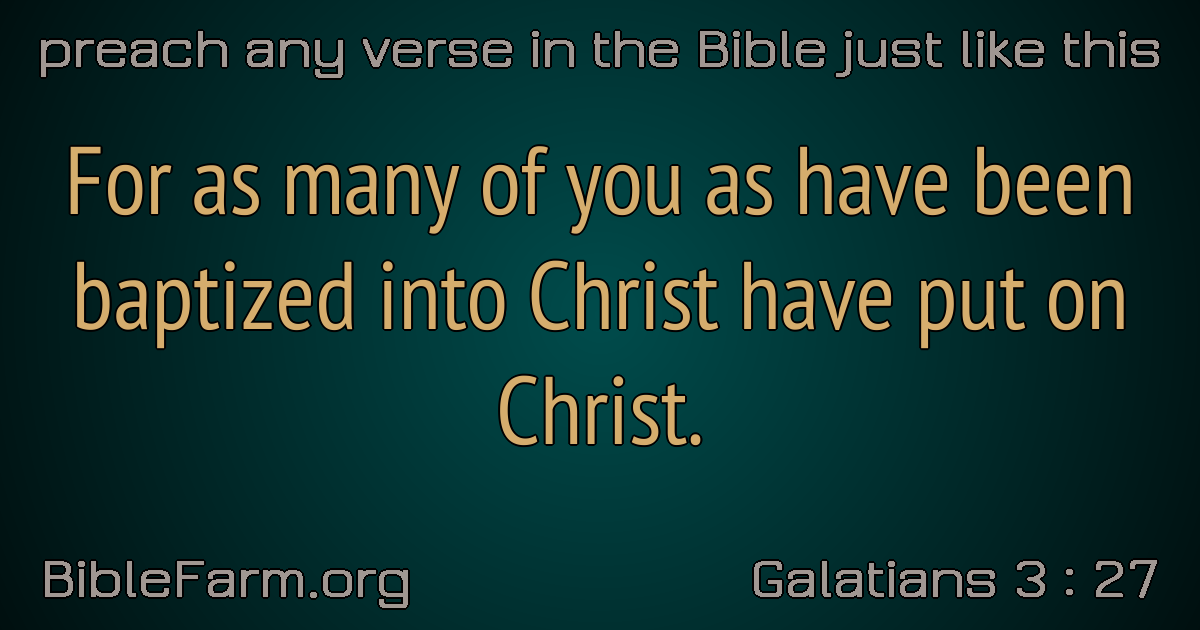 preach any verse in the Bible just like this
For as many of you as have been
baptized into Christ have put on
Christ.
BibleFarm.org
Galatians 3 : 27